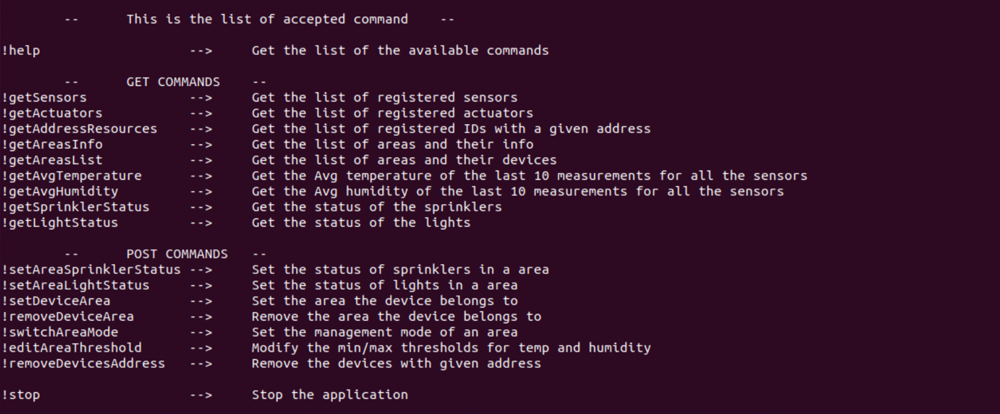 -- This is the list of accepted command --
!help --> Get the list of the available commands
-- GET COMMANDS --
!getSensors --> Get the list of registered sensors
!getActuators --> Get the list of registered actuators
!getAddressResources --> Get the list of registered IDs with a given address
!getAreasInfo --> Get the list of areas and their info
!getAreasList --> Get the list of areas and their devices
!getAvgTemperature --> Get the Avg temperature of the last 10 measurements for all the sensors
!getAvgHumidity --> Get the Avg humidity of the last 10 measurements for all the sensors
!getSprinklerStatus --> Get the status of the sprinklers
!getLightStatus --> Get the status of the lights
-- POST COMMANDS --
!setAreaSprinklerStatus --> Set the status of sprinklers in a area
!setAreaLightStatus --> Set the status of lights in a area
!setDeviceArea --> Set the area the device belongs to
!removeDeviceArea --> Remove the area the device belongs to
!switchAreaMode --> Set the management mode of an area
!editAreaThreshold --> Modify the min/max thresholds for temp and humidity
!removeDevicesAddress --> Remove the devices with given address
!stop --> Stop the application